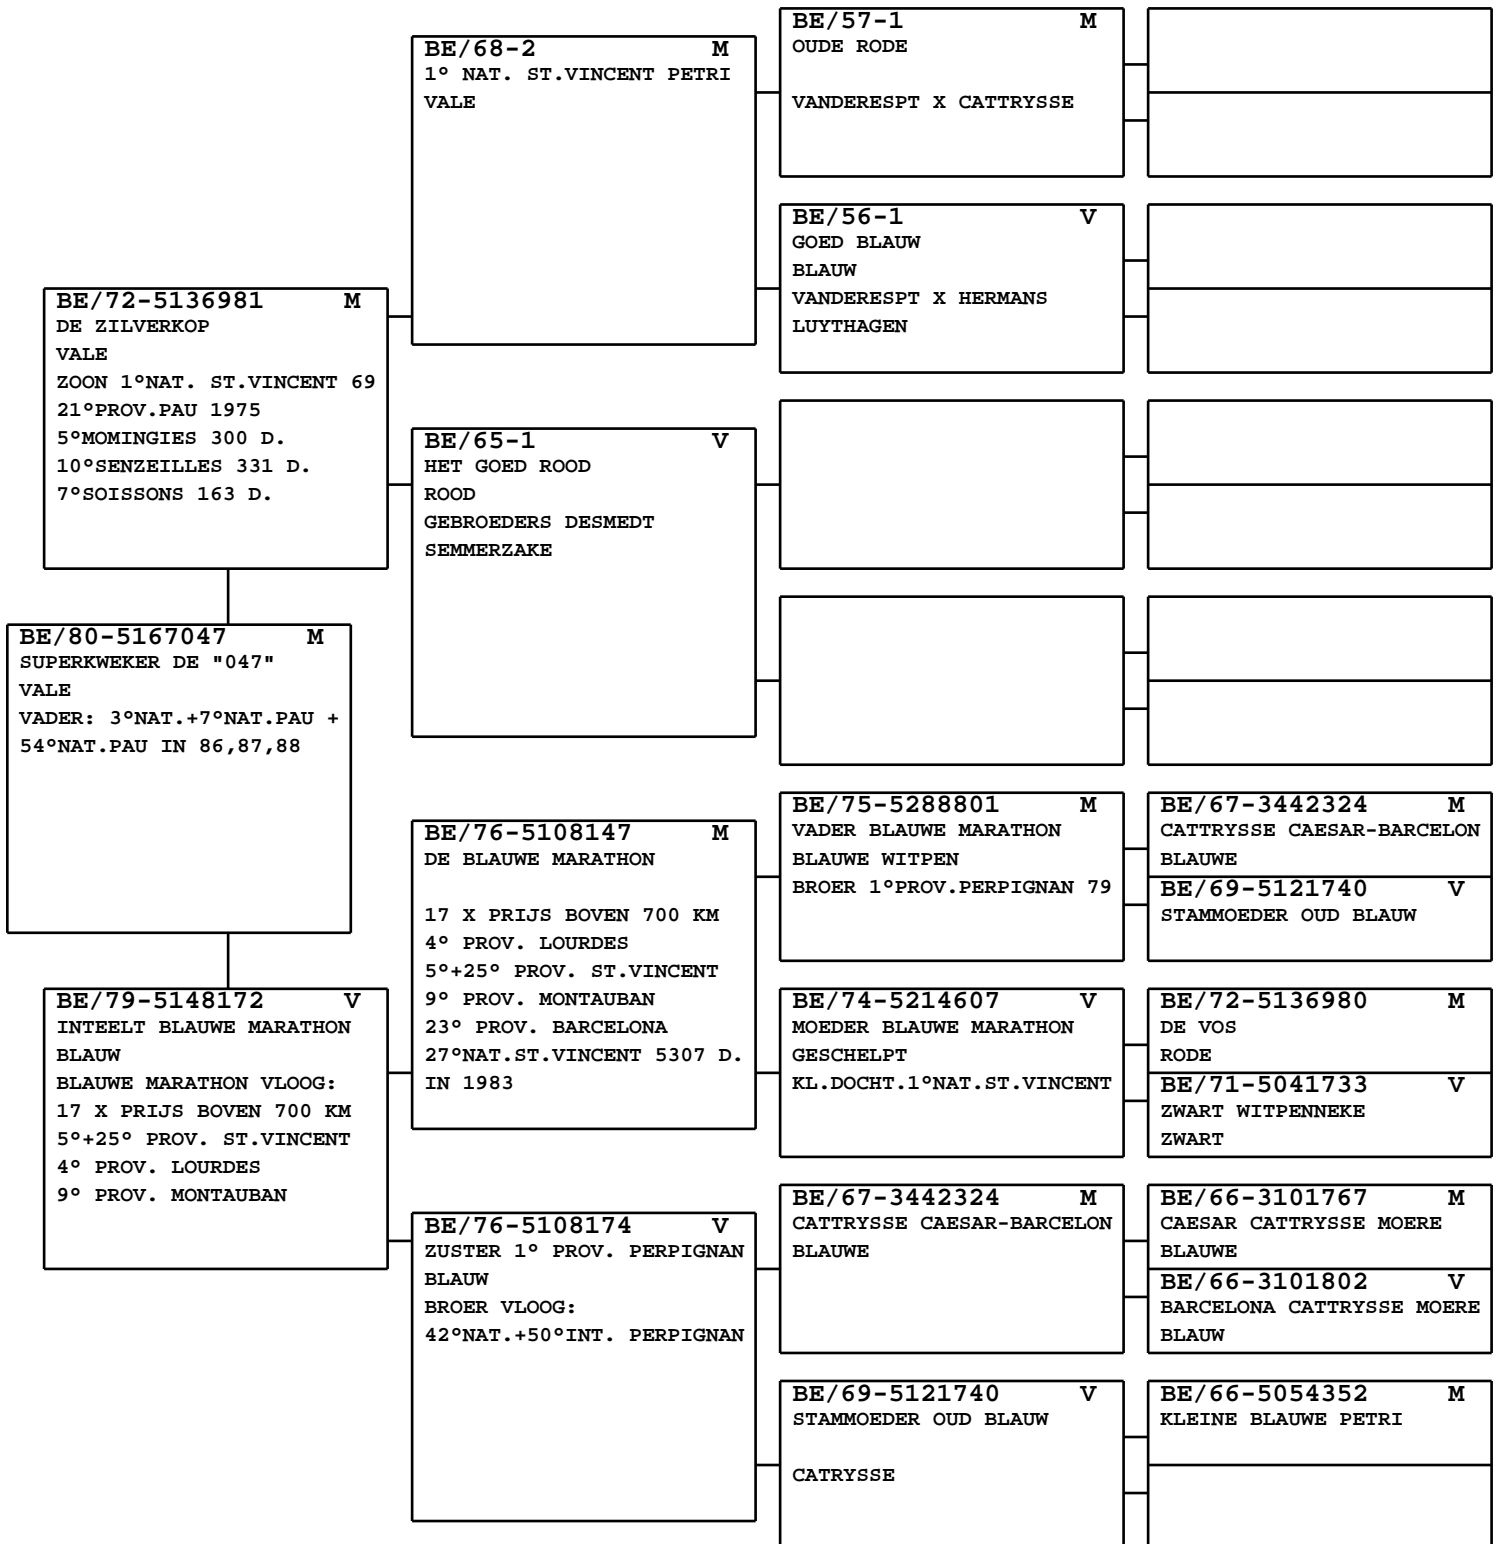 BE/57-1 M
OUDE RODE
VANDERESPT X CATTRYSSE
BE/68-2 M
1° NAT. ST.VINCENT PETRI
VALE
BE/56-1 V
GOED BLAUW
BLAUW
VANDERESPT X HERMANS
LUYTHAGEN
BE/72-5136981 M
DE ZILVERKOP
VALE
ZOON 1°NAT. ST.VINCENT 69
21°PROV.PAU 1975
5°MOMINGIES 300 D.
10°SENZEILLES 331 D.
7°SOISSONS 163 D.
BE/65-1 V
HET GOED ROOD
ROOD
GEBROEDERS DESMEDT
SEMMERZAKE
BE/80-5167047 M
SUPERKWEKER DE "047"
VALE
VADER: 3°NAT.+7°NAT.PAU +
54°NAT.PAU IN 86,87,88
BE/76-5108147 M
DE BLAUWE MARATHON
17 X PRIJS BOVEN 700 KM
4° PROV. LOURDES
5°+25° PROV. ST.VINCENT
9° PROV. MONTAUBAN
23° PROV. BARCELONA
27°NAT.ST.VINCENT 5307 D.
IN 1983
BE/75-5288801 M
VADER BLAUWE MARATHON
BLAUWE WITPEN
BROER 1°PROV.PERPIGNAN 79
BE/67-3442324 M
CATTRYSSE CAESAR-BARCELON
BLAUWE
BE/69-5121740 V
STAMMOEDER OUD BLAUW
BE/79-5148172 V
INTEELT BLAUWE MARATHON
BLAUW
BLAUWE MARATHON VLOOG:
17 X PRIJS BOVEN 700 KM
5°+25° PROV. ST.VINCENT
4° PROV. LOURDES
9° PROV. MONTAUBAN
BE/74-5214607 V
MOEDER BLAUWE MARATHON
GESCHELPT
KL.DOCHT.1°NAT.ST.VINCENT
BE/72-5136980 M
DE VOS
RODE
BE/71-5041733 V
ZWART WITPENNEKE
ZWART
BE/76-5108174 V
ZUSTER 1° PROV. PERPIGNAN
BLAUW
BROER VLOOG:
42°NAT.+50°INT. PERPIGNAN
BE/67-3442324 M
CATTRYSSE CAESAR-BARCELON
BLAUWE
BE/66-3101767 M
CAESAR CATTRYSSE MOERE
BLAUWE
BE/66-3101802 V
BARCELONA CATTRYSSE MOERE
BLAUW
BE/69-5121740 V
STAMMOEDER OUD BLAUW
CATRYSSE
BE/66-5054352 M
KLEINE BLAUWE PETRI